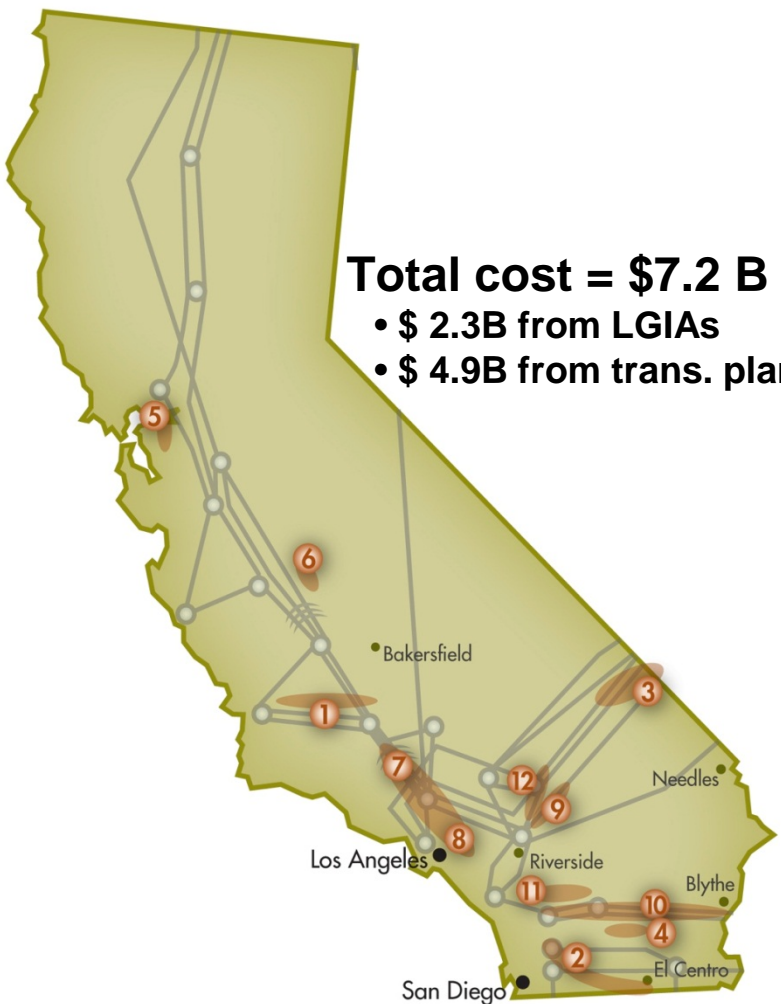 Total cost = $7.2 B
• $ 2.3B from LGIAs
• $ 4.9B from trans. plan
5
6
Bakersfield
3
1
7
12
Needles
9
8
Los Angeles
Riverside
11
Blythe
10
4
2
El Centro
San Diego